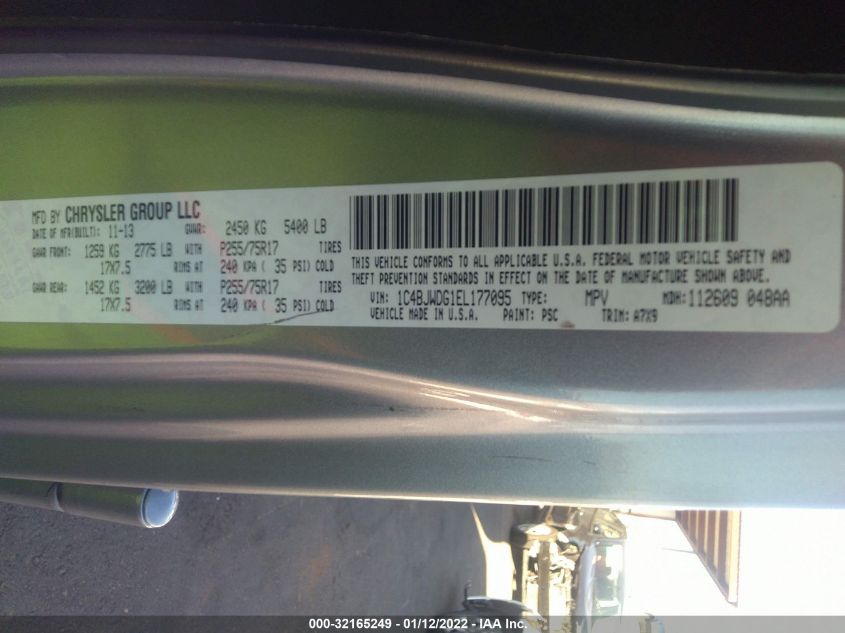 MFD BY CHRYSLER GROUP LLC
DATE OF MFR(BUILT): 11-13 GVWR: 2450 KG 5400 LB
GAWR FRONT: 1259 KG 2775 LB WITH P255/75R17 TIRES
17X7.5 RIMS AT 240 KPA ( 35 PSI) COLD
GAWR REAR: 1452 KG 3200 LB WITH P255/75R17 TIRES
17X7.5 RIMS AT 240 KPA ( 35 PSI) COLD
THIS VEHICLE CONFORMS TO ALL APPLICABLE U.S.A. FEDERAL MOTOR VEHICLE SAFETY AND
THEFT PREVENTION STANDARDS IN EFFECT ON THE DATE OF MANUFACTURE SHOWN ABOVE.
VIN: 1C4BJWDG1EL177095 TYPE: MPV MDH: 112609 048AA
VEHICLE MADE IN U.S.A. PAINT: PSC TRIM: A7X9
000-32165249 - 01/12/2022 - IAA Inc.